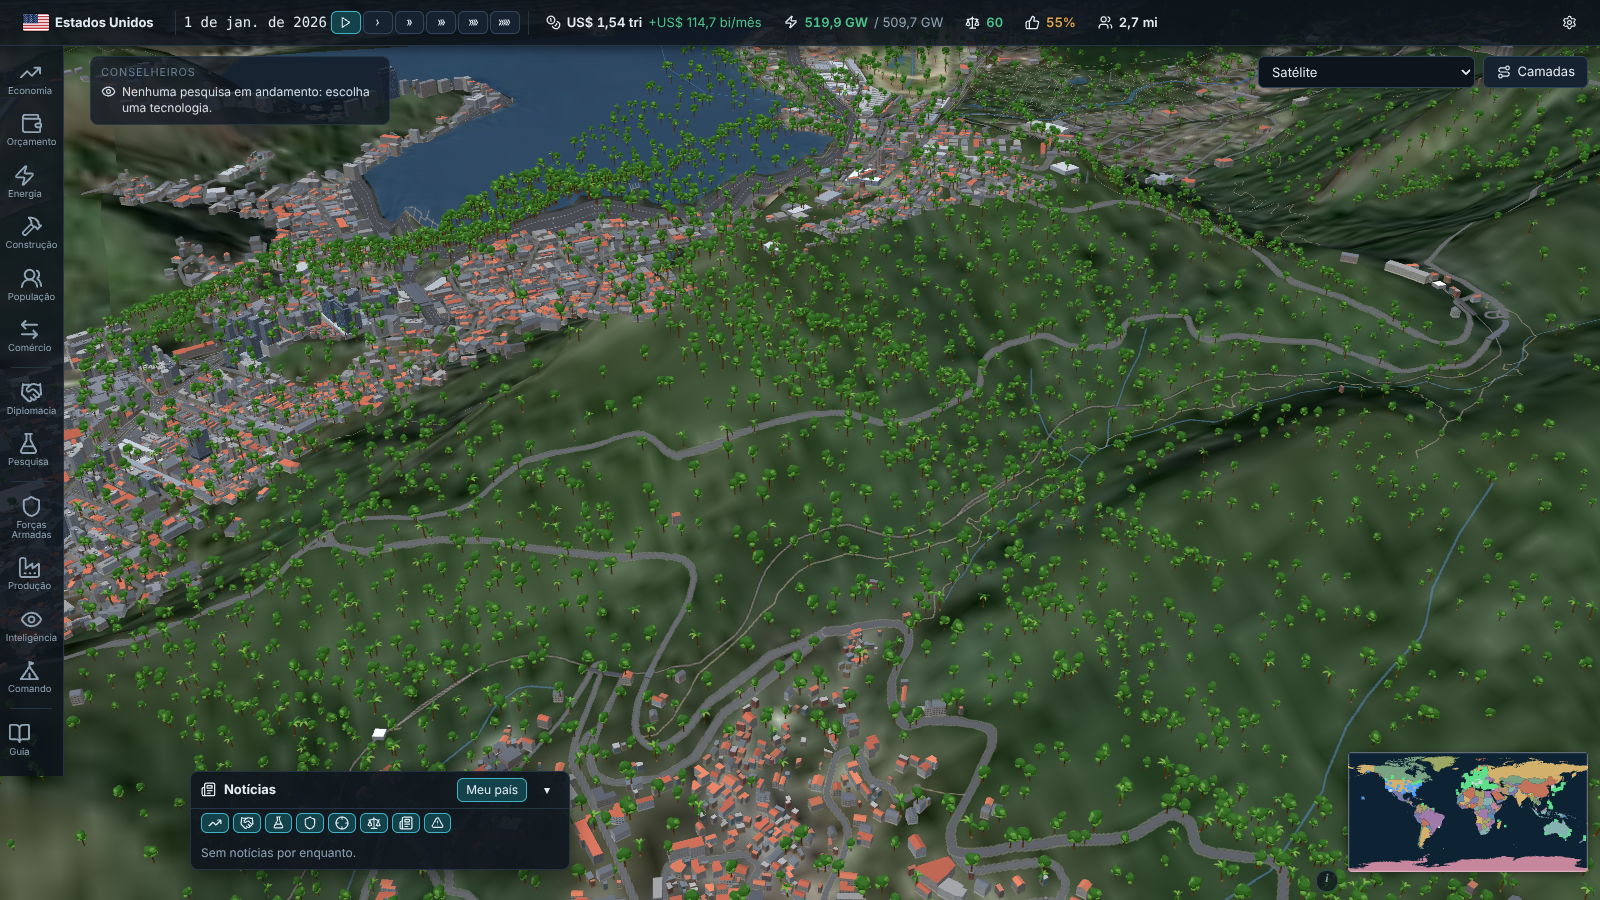 Estados Unidos
1 de jan. de 2026
US$ 1,54 tri +US$ 114,7 bi/mês
519,9 GW / 509,7 GW
60
55%
2,7 mi
Economia
Orçamento
Energia
Construção
População
Comércio
Diplomacia
Pesquisa
Forças
Armadas
Produção
Inteligência
Comando
Guia
CONSELHEIROS
Nenhuma pesquisa em andamento: escolha
uma tecnologia.
Satélite
Camadas
Notícias
Meu país
Sem notícias por enquanto.
i